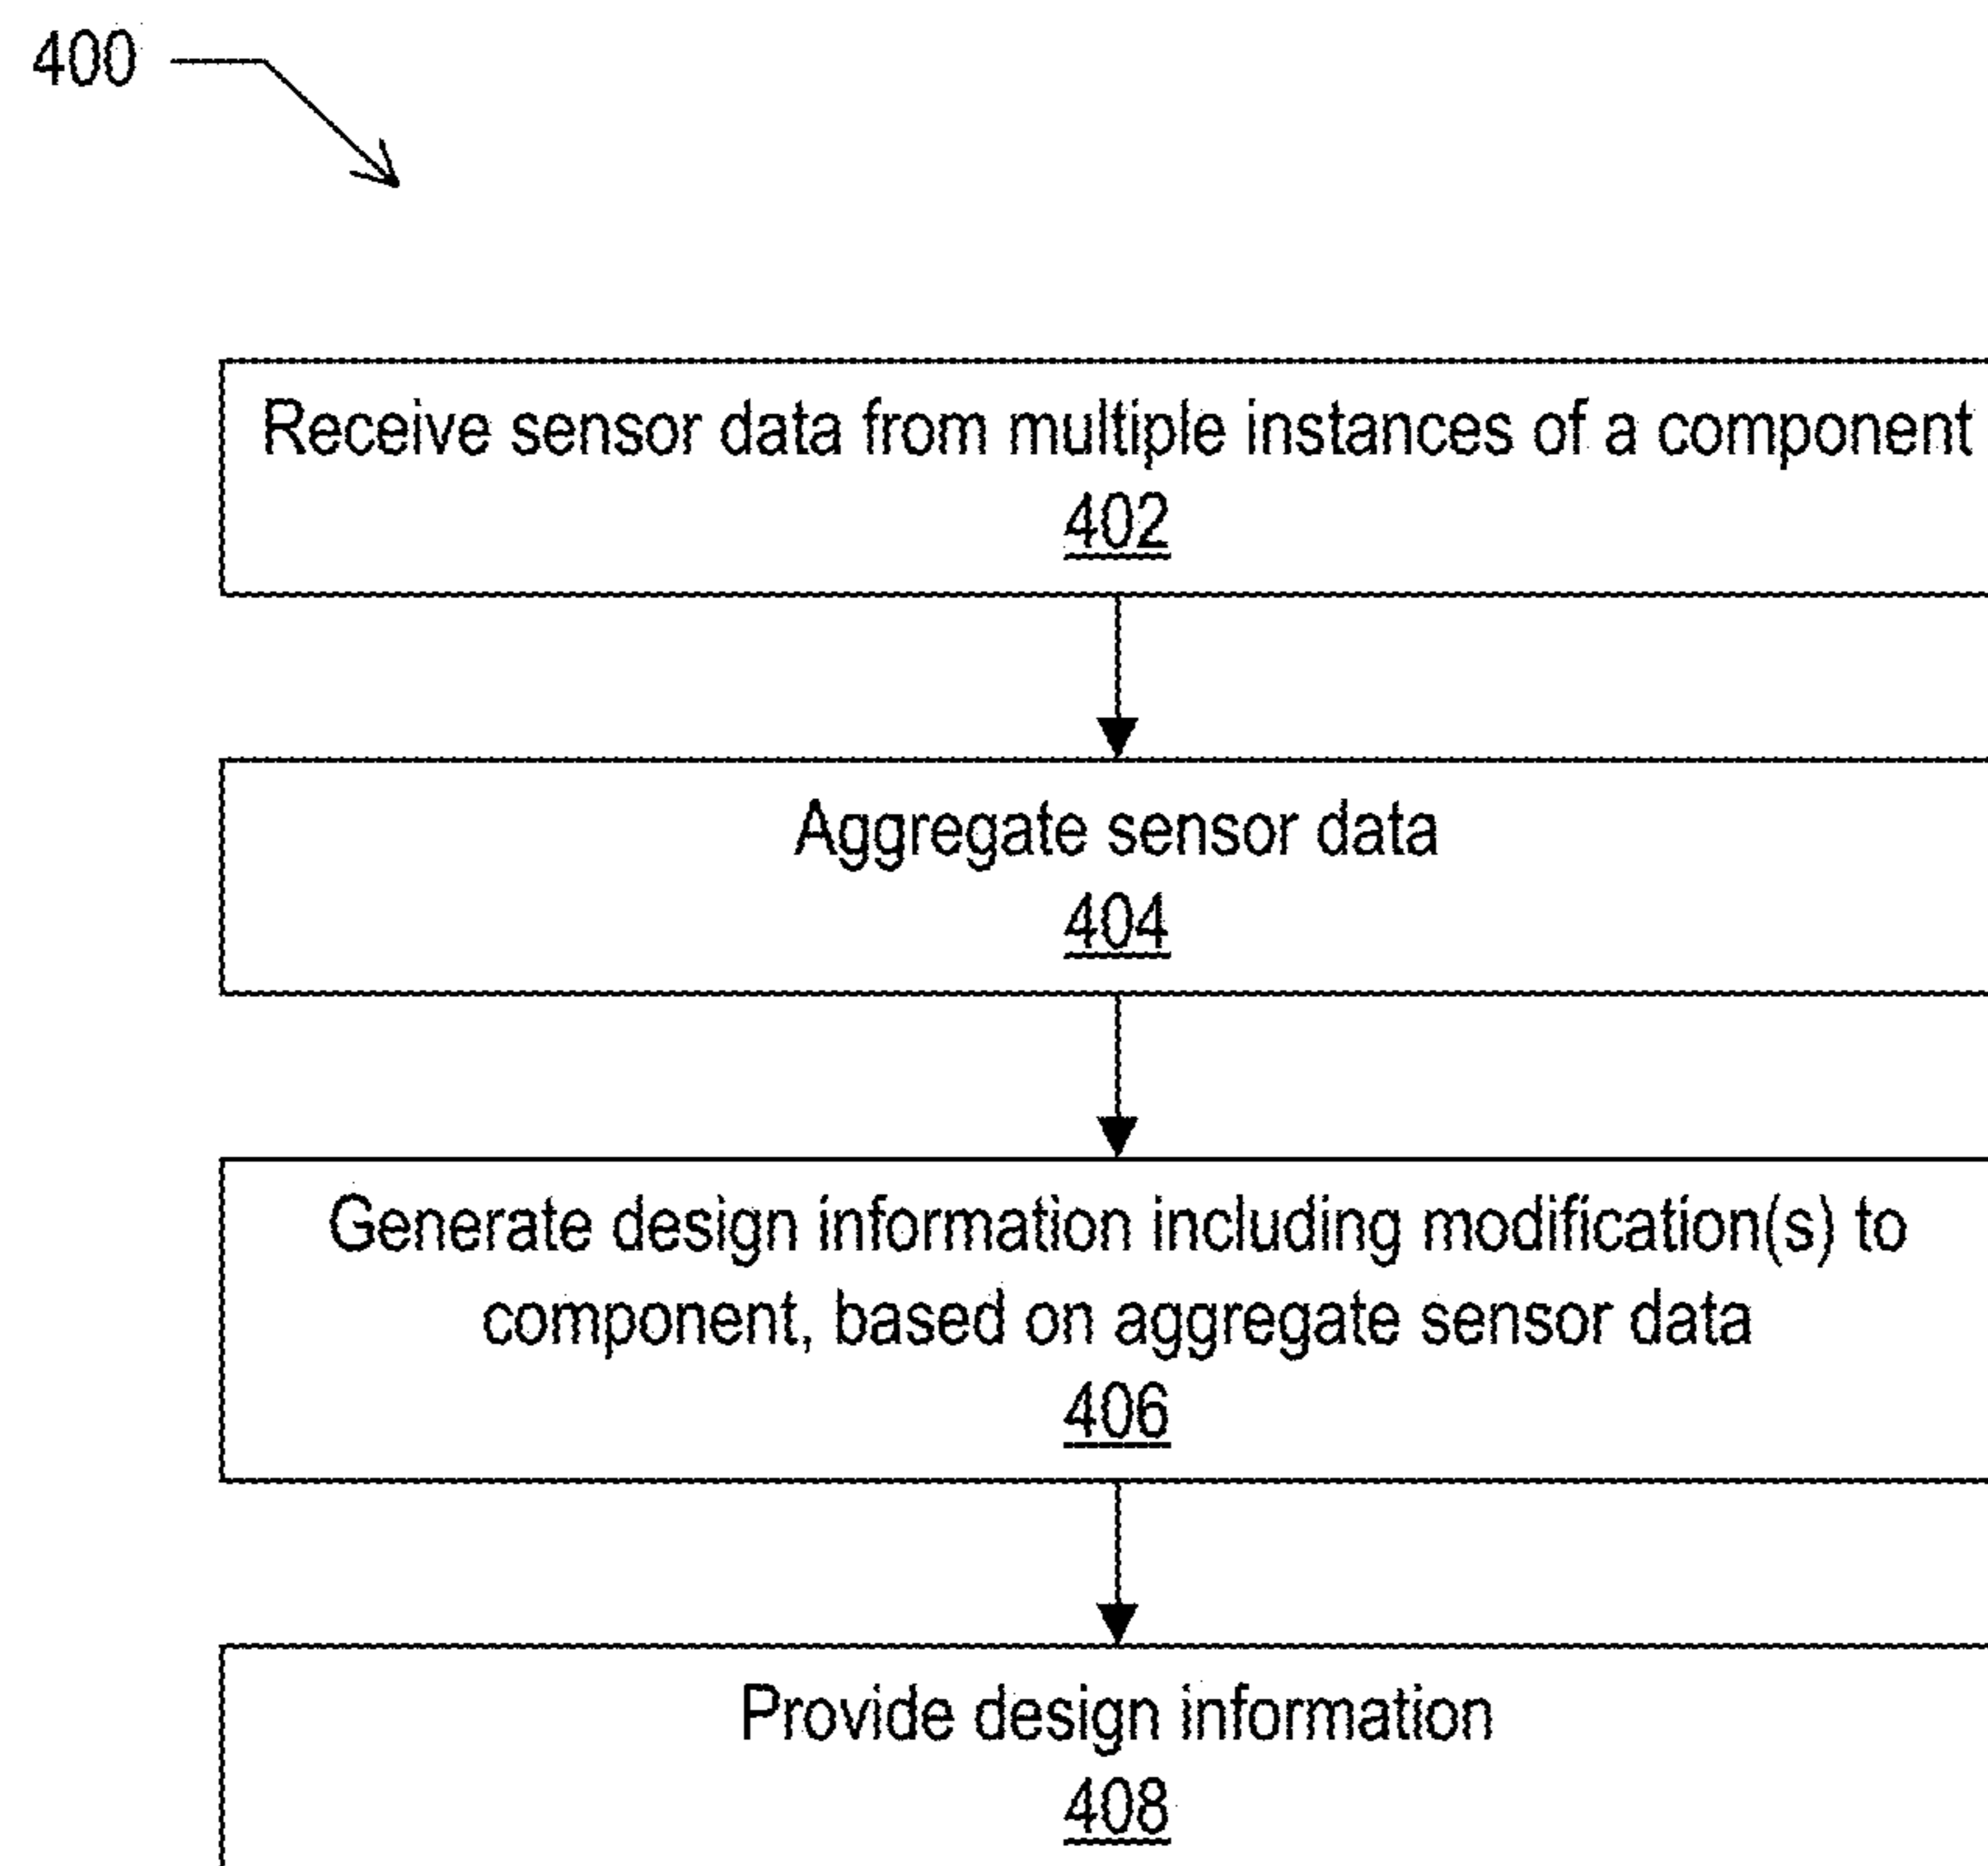 400
Receive sensor data from multiple instances of a component
402
Aggregate sensor data
404
Generate design information including modification(s) to
component, based on aggregate sensor data
406
Provide design information
408